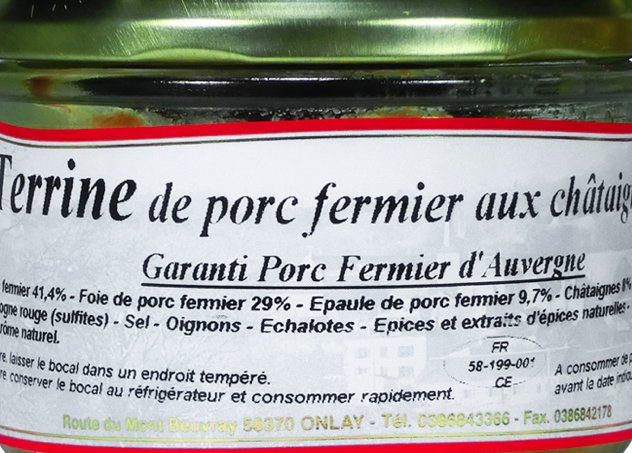 Terrine de porc fermier aux châtaig
Garanti Porc Fermier d'Auvergne
fermier 41,4% - Foie de porc fermier 29% - Epaule de porc fermier 9,7% - Châtaignes
ogne rouge (sulfites) - Sel - Oignons - Echalotes - Epices et extraits d'épices naturelles -
rôme naturel.
re, laisser le bocal dans un endroit tempéré.
re conserver le bocal au réfrigérateur et consommer rapidement.
FR
58-199-001
CE
A consommer de p
avant la date indiq
Route du Mont Beuvray 58370 ONLAY - Tél. 0386843366 - Fax. 0386842178